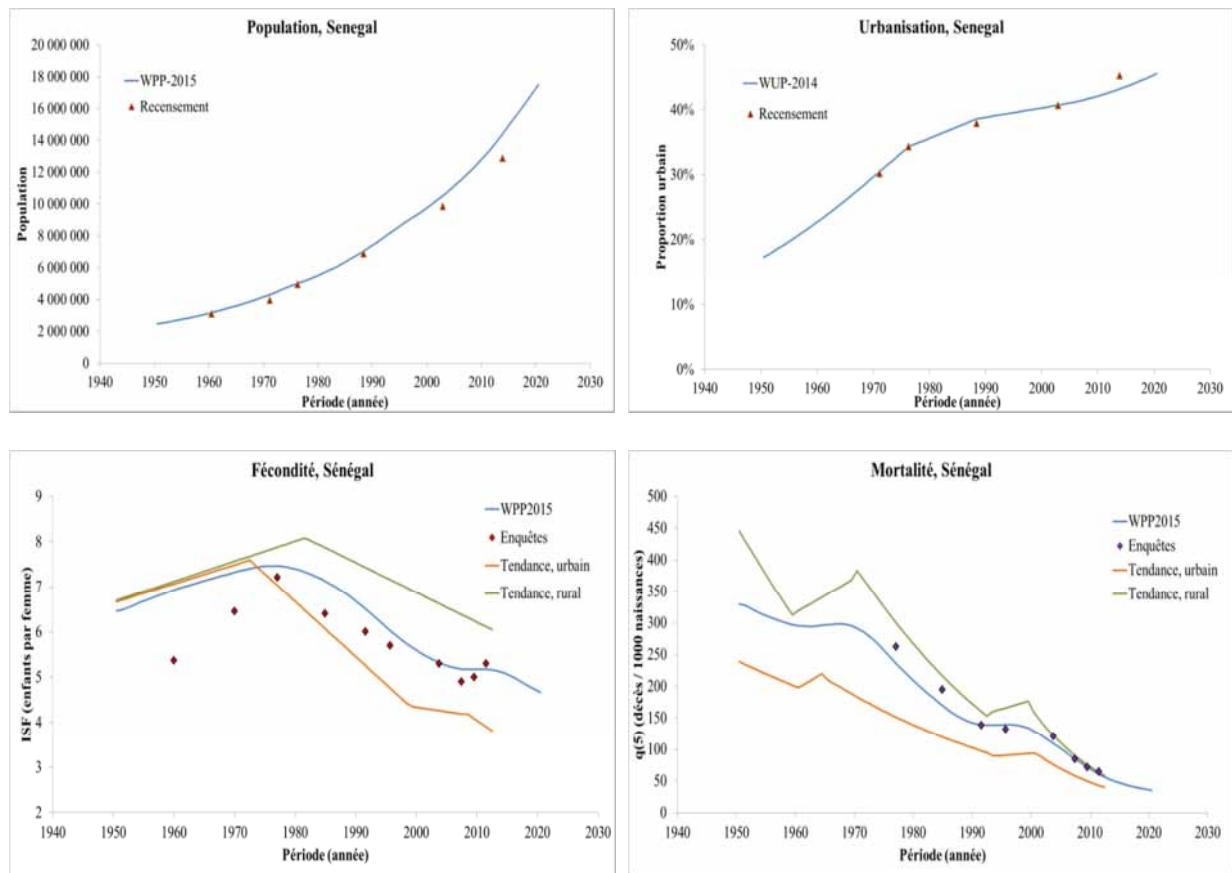 Population, Senegal
20 000 000
18 000 000
16 000 000
14 000 000
12 000 000
10 000 000
8 000 000
6 000 000
4 000 000
2 000 000
0
Population
WPP-2015
Recensement
1940 1950 1960 1970 1980 1990 2000 2010 2020 2030
Période (année)
Urbanisation, Senegal
50%
40%
30%
20%
10%
0%
Proportion urbain
WUP-2014
Recensement
1940 1950 1960 1970 1980 1990 2000 2010 2020 2030
Période (année)
Fécondité, Sénégal
9
8
7
6
5
4
3
2
ISF (enfants par femme)
WPP2015
Enquêtes
Tendance, urbain
Tendance, rural
1940 1950 1960 1970 1980 1990 2000 2010 2020 2030
Période (année)
Mortalité, Sénégal
500
450
400
350
300
250
200
150
100
50
0
q(5) (décès / 1000 naissances)
WPP2015
Enquêtes
Tendance, urbain
Tendance, rural
1940 1950 1960 1970 1980 1990 2000 2010 2020 2030
Période (année)